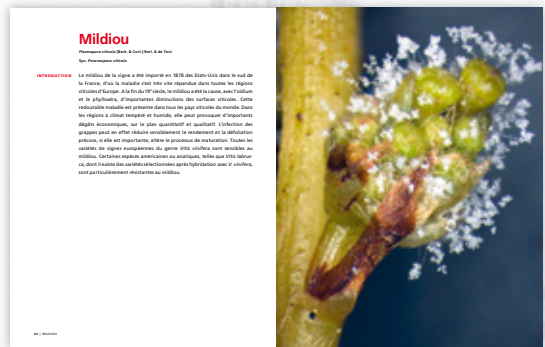 Mildiou
Plasmopara viticola (Berk. & Curt.) Berl. & de Toni
Syn. Peronospora viticola
INTRODUCTION
Le mildiou de la vigne a été importé en 1878 des Etats-Unis dans le sud de
la France, d'où la maladie s'est très vite répandue dans toutes les régions
viticoles d'Europe. A la fin du 19e siècle, le mildiou a été la cause, avec l'oïdium
et le phylloxéra, d'importantes diminutions des surfaces viticoles. Cette
redoutable maladie est présente dans tous les pays viticoles du monde. Dans
les régions à climat tempéré et humide, elle peut provoquer d'importants
dégâts économiques, sur le plan quantitatif et qualitatif. L'infection des
grappes peut en effet réduire sensiblement le rendement et la défoliation
précoce, si elle est importante, altère le processus de maturation. Toutes les
variétés de vignes européennes du genre Vitis vinifera sont sensibles au
mildiou. Certaines espèces américaines ou asiatiques, telles que Vitis labrus-
ca, dont il existe des variétés sélectionnées après hybridation avec V. vinifera,
sont particulièrement résistantes au mildiou.
| Mildiou